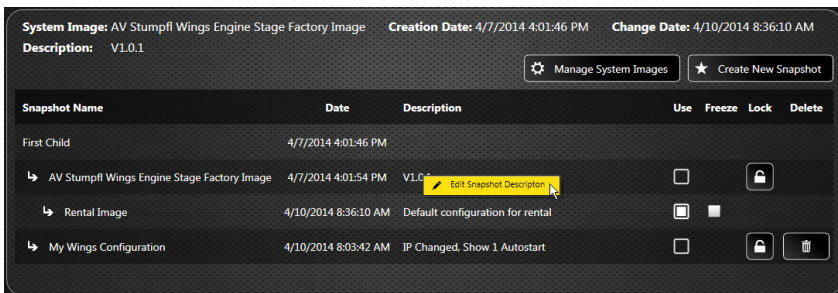 System Image: AV Stumpfl Wings Engine Stage Factory Image Creation Date: 4/7/2014 4:01:46 PM Change Date: 4/10/2014 8:36:10 AM
Description: V1.0.1
Manage System Images Create New Snapshot
Snapshot Name Date Description Use Freeze Lock Delete
First Child 4/7/2014 4:01:46 PM
AV Stumpfl Wings Engine Stage Factory Image 4/7/2014 4:01:54 PM
Edit Snapshot Descripton
Rental Image 4/10/2014 8:36:10 AM Default configuration for rental
My Wings Configuration 4/10/2014 8:03:42 AM IP Changed, Show 1 Autostart